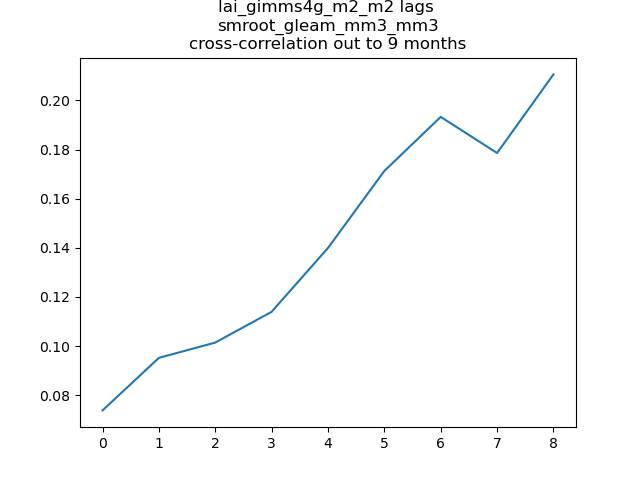 lai_gimms4g_m2_m2 lags
smroot_gleam_mm3_mm3
cross-correlation out to 9 months
0.20
0.18
0.16
0.14
0.12
0.10
0.08
0 1 2 3 4 5 6 7 8